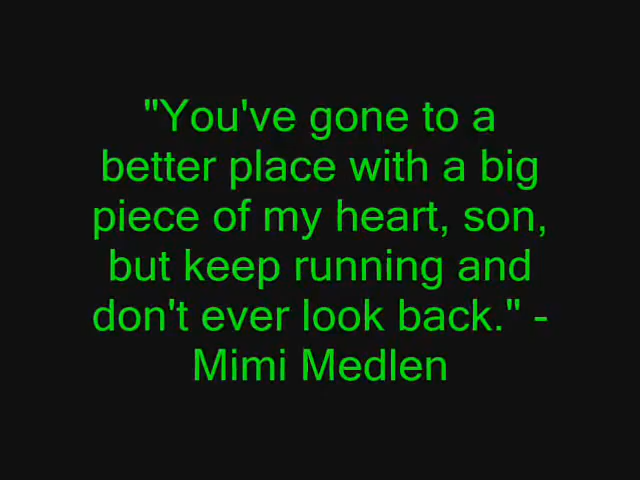 "You've gone to a
better place with a big
piece of my heart, son,
but keep running and
don't ever look back." -
Mimi Medlen